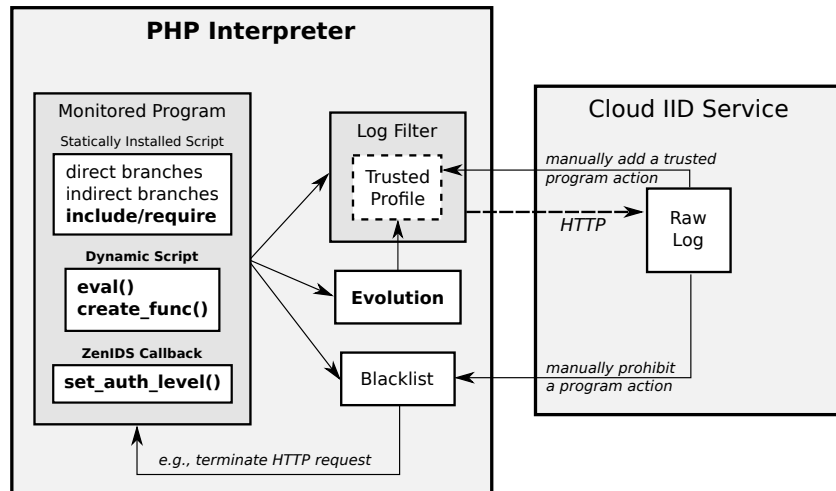 PHP Interpreter
Monitored Program
Statically Installed Script
direct branches
indirect branches
include/require
Dynamic Script
eval()
create_func()
ZenIDS Callback
set_auth_level()
Log Filter
Trusted
Profile
Evolution
Blacklist
e.g., terminate HTTP request
Cloud IID Service
manually add a trusted
program action
HTTP
Raw
Log
manually prohibit
a program action